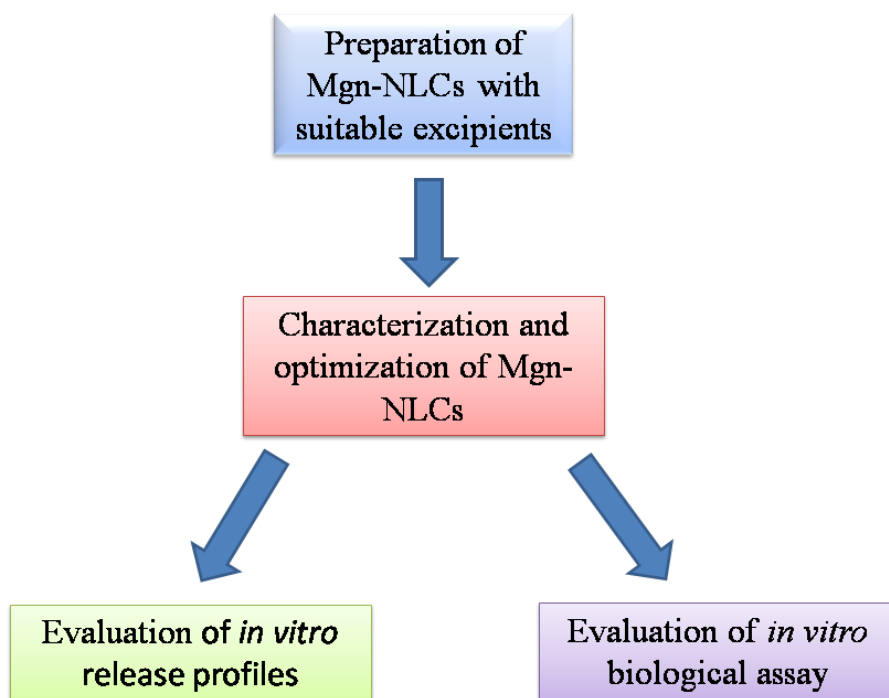 Preparation of
Mgn-NLCs with
suitable excipients
Characterization and
optimization of Mgn-
NLCs
Evaluation of in vitro
release profiles
Evaluation of in vitro
biological assay